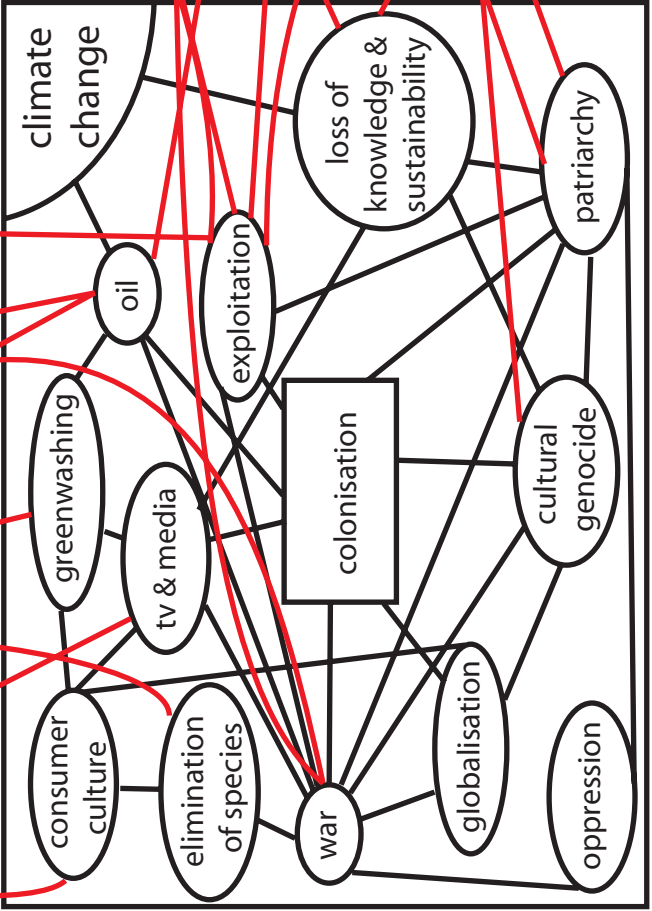 consumer
culture
greenwashing
climate
change
elimination
of species
tv & media
oil
exploitation
war
colonisation
loss of
knowledge &
sustainability
globalisation
oppression
cultural
genocide
patriarchy